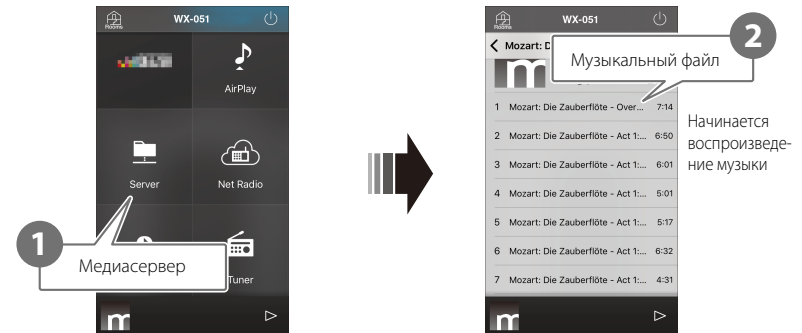 Rooms
WX-051
AirPlay
Server
Net Radio
1
Медиасервер
Tuner
m
Rooms
WX-051
2
Mozart: D
Музыкальный файл
m
1 Mozart: Die Zauberflöte - Over... 7:14
2 Mozart: Die Zauberflöte - Act 1:... 6:50
3 Mozart: Die Zauberflöte - Act 1:... 6:01
4 Mozart: Die Zauberflöte - Act 1:... 5:01
5 Mozart: Die Zauberflöte - Act 1:... 5:17
6 Mozart: Die Zauberflöte - Act 1:... 6:32
7 Mozart: Die Zauberflöte - Act 1:... 4:31
m
Начинается
воспроизведе-
ние музыки